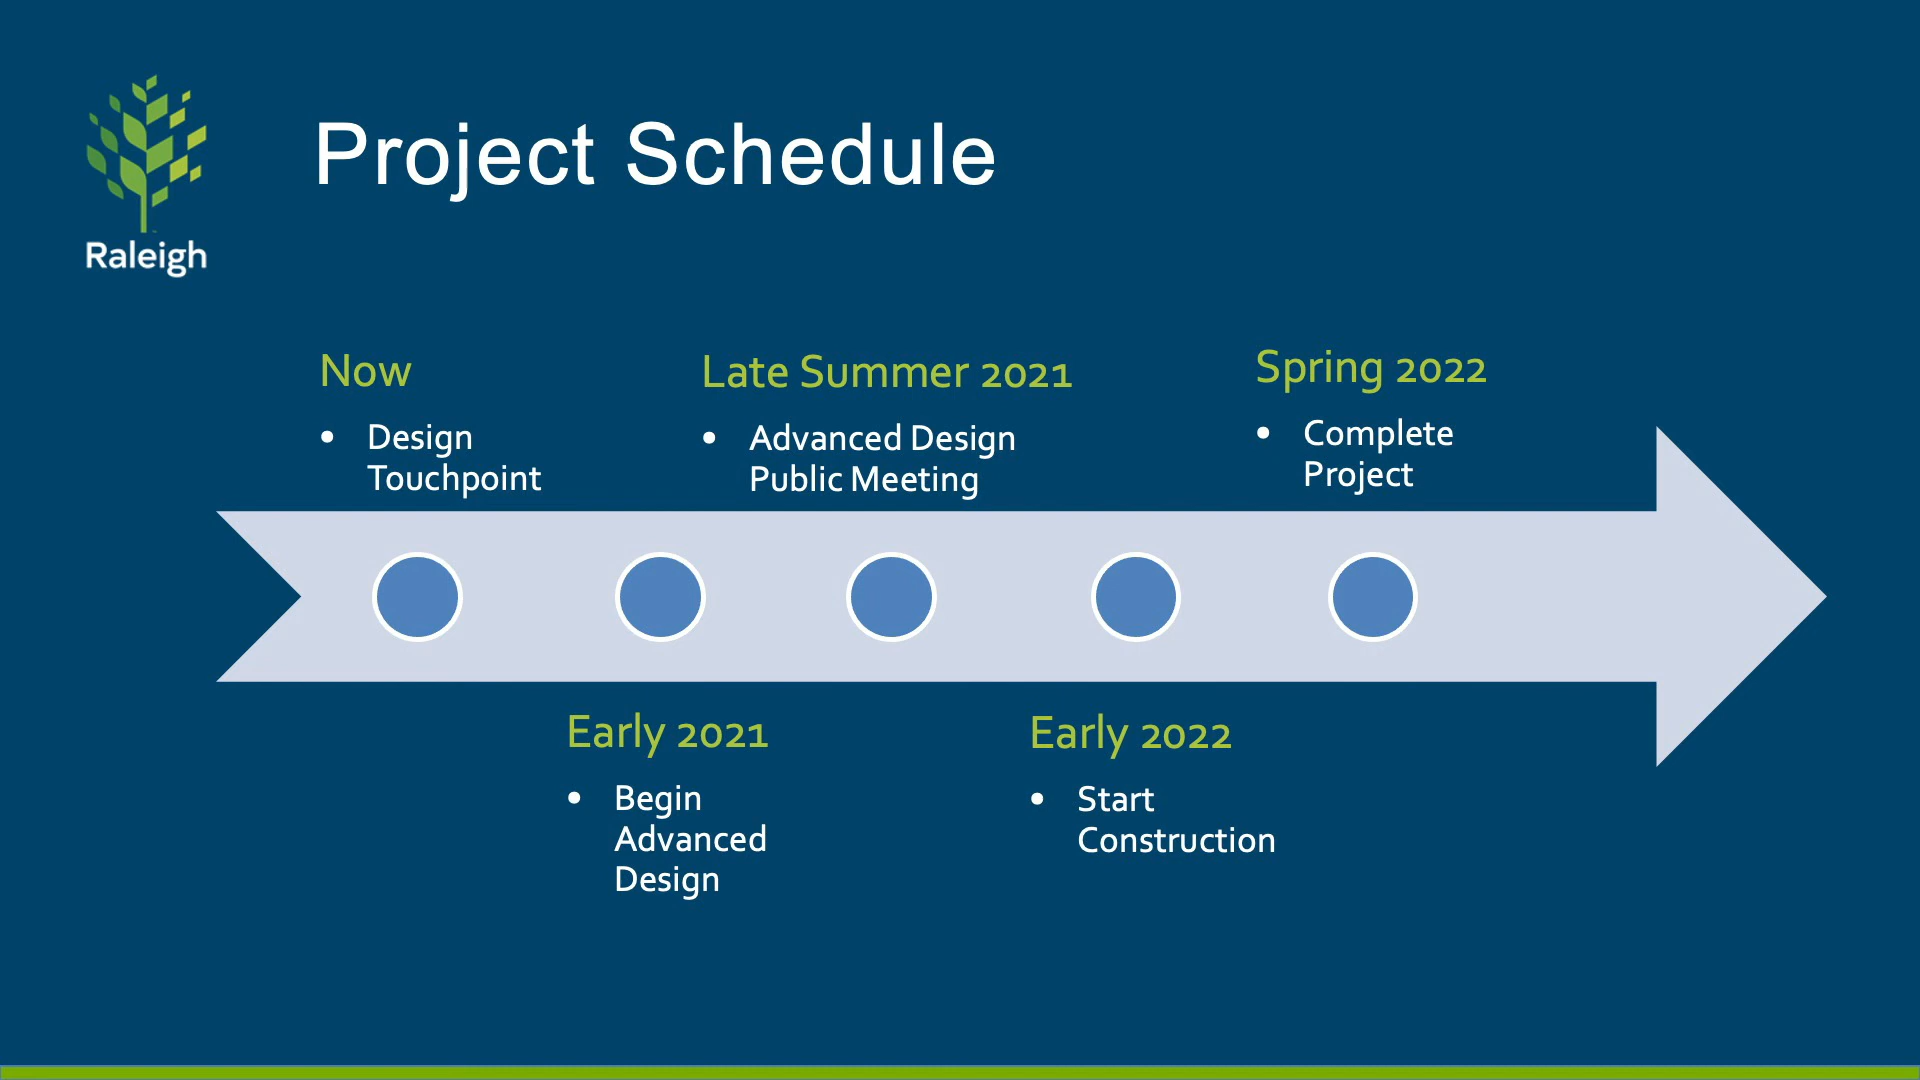 Raleigh
Project Schedule
Now
• Design
Touchpoint
Late Summer 2021
• Advanced Design
Public Meeting
Spring 2022
• Complete
Project
Early 2021
• Begin
Advanced
Design
Early 2022
• Start
Construction